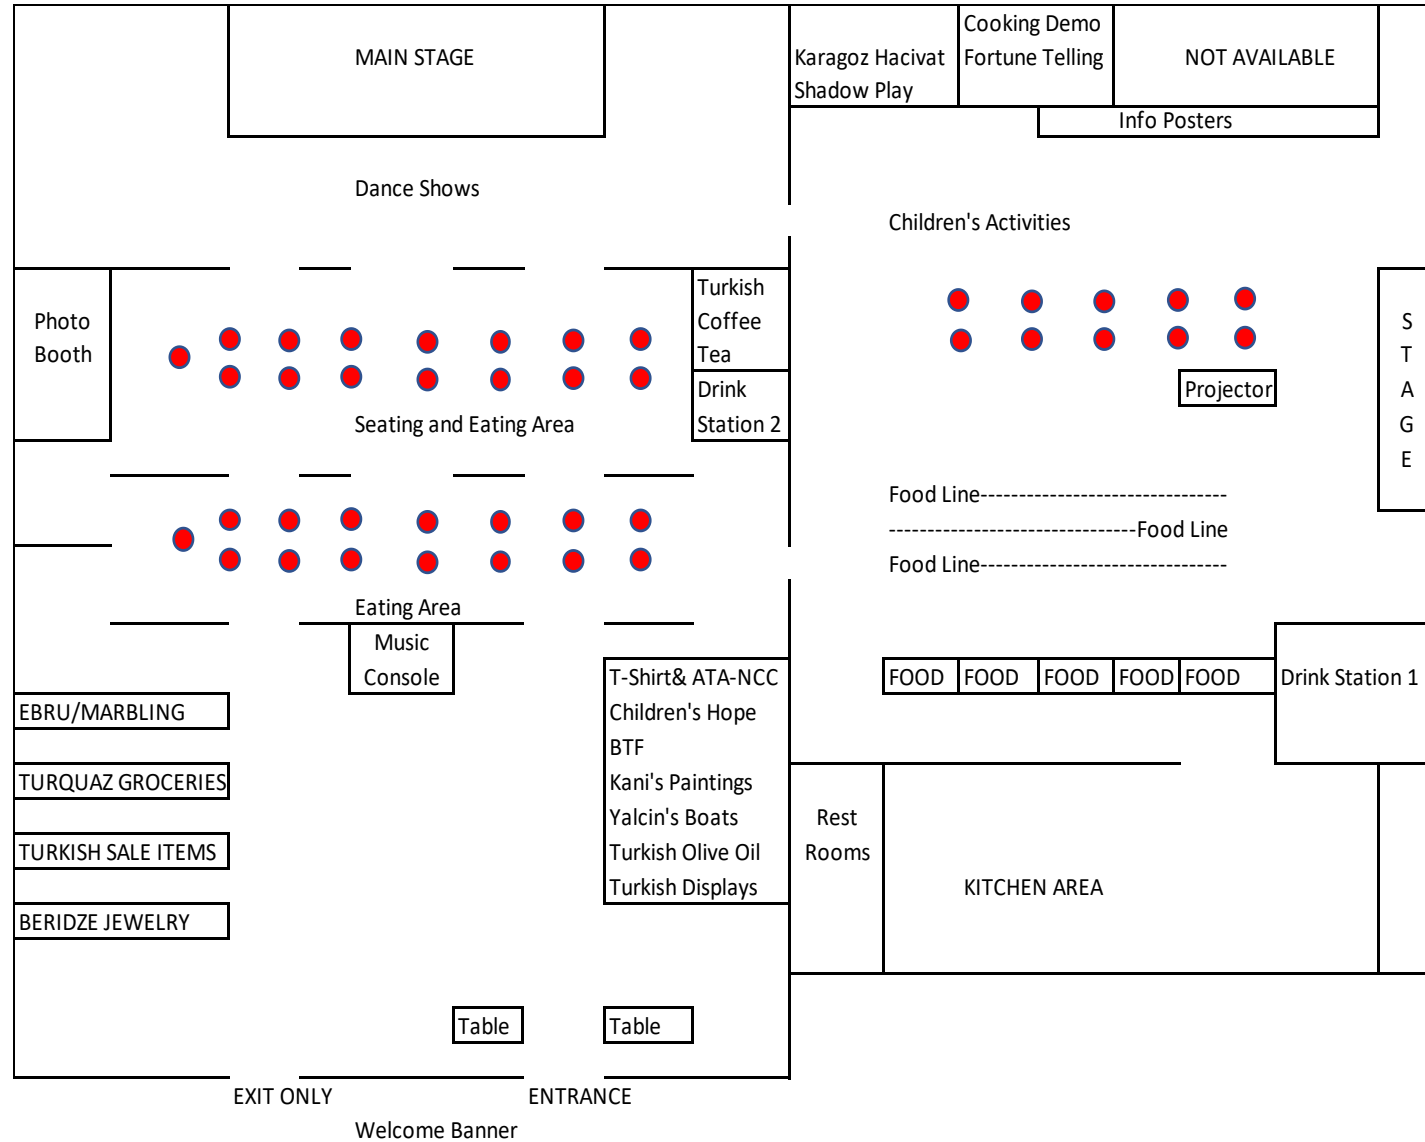 MAIN STAGE
Karagoz Hacivat
Shadow Play
Cooking Demo
Fortune Telling
NOT AVAILABLE
Info Posters
Dance Shows
Children's Activities
Photo
Booth
Turkish
Coffee
Tea
Drink
Station 2
Seating and Eating Area
Projector
S
T
A
G
E
Food Line--------------------------------
--------------------------------Food Line
Food Line--------------------------------
Eating Area
Music
Console
T-Shirt& ATA-NCC
Children's Hope
BTF
Kani's Paintings
Yalcin's Boats
Turkish Olive Oil
Turkish Displays
FOOD
FOOD
FOOD
FOOD
FOOD
Drink Station 1
EBRU/MARBLING
TURQUAZ GROCERIES
TURKISH SALE ITEMS
BERIDZE JEWELRY
Rest
Rooms
KITCHEN AREA
Table
Table
EXIT ONLY
ENTRANCE
Welcome Banner